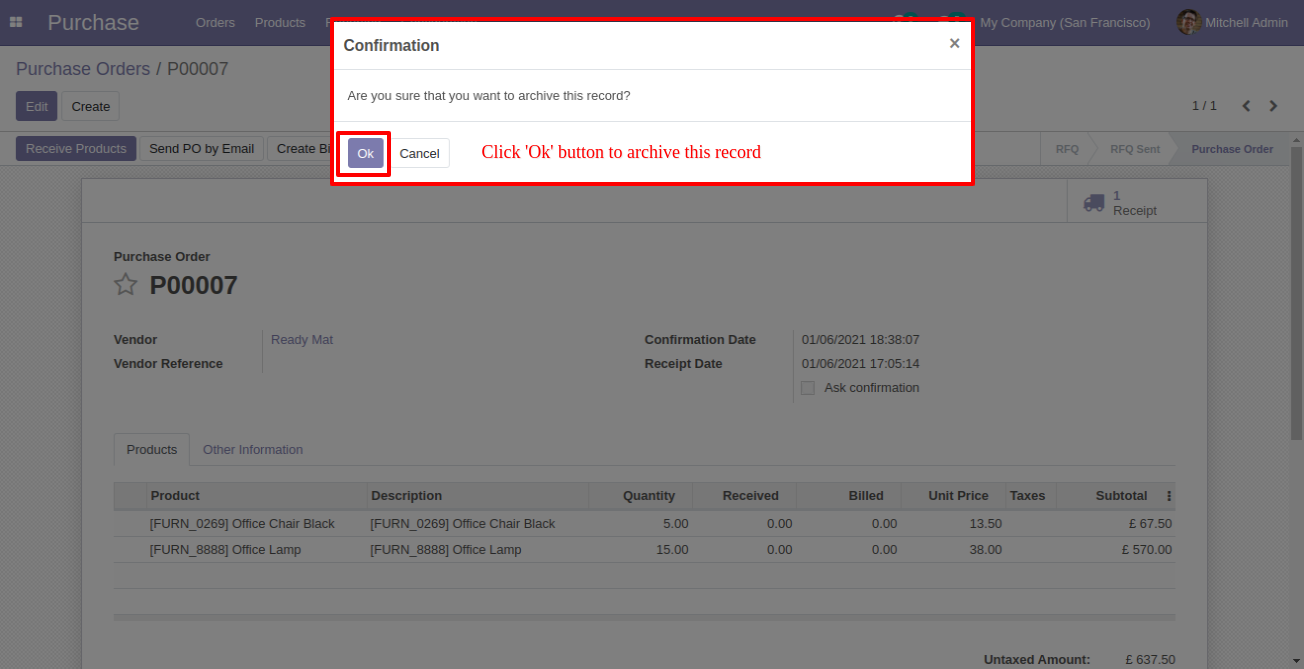 Purchase Orders Products My Company (San Francisco) Mitchell Admin
Confirmation ×
Purchase Orders / P00007
Are you sure that you want to archive this record?
Edit Create 1 / 1
Receive Products Send PO by Email Create Bi RFQ RFQ Sent Purchase Order
Ok Cancel Click 'Ok' button to archive this record
1
Receipt
Purchase Order
P00007
Vendor Ready Mat Confirmation Date 01/06/2021 18:38:07
Vendor Reference Receipt Date 01/06/2021 17:05:14
Ask confirmation
Products Other Information
Product Description Quantity Received Billed Unit Price Taxes Subtotal
[FURN_0269] Office Chair Black [FURN_0269] Office Chair Black 5.00 0.00 0.00 13.50 £ 67.50
[FURN_8888] Office Lamp [FURN_8888] Office Lamp 15.00 0.00 0.00 38.00 £ 570.00
Untaxed Amount: £ 637.50